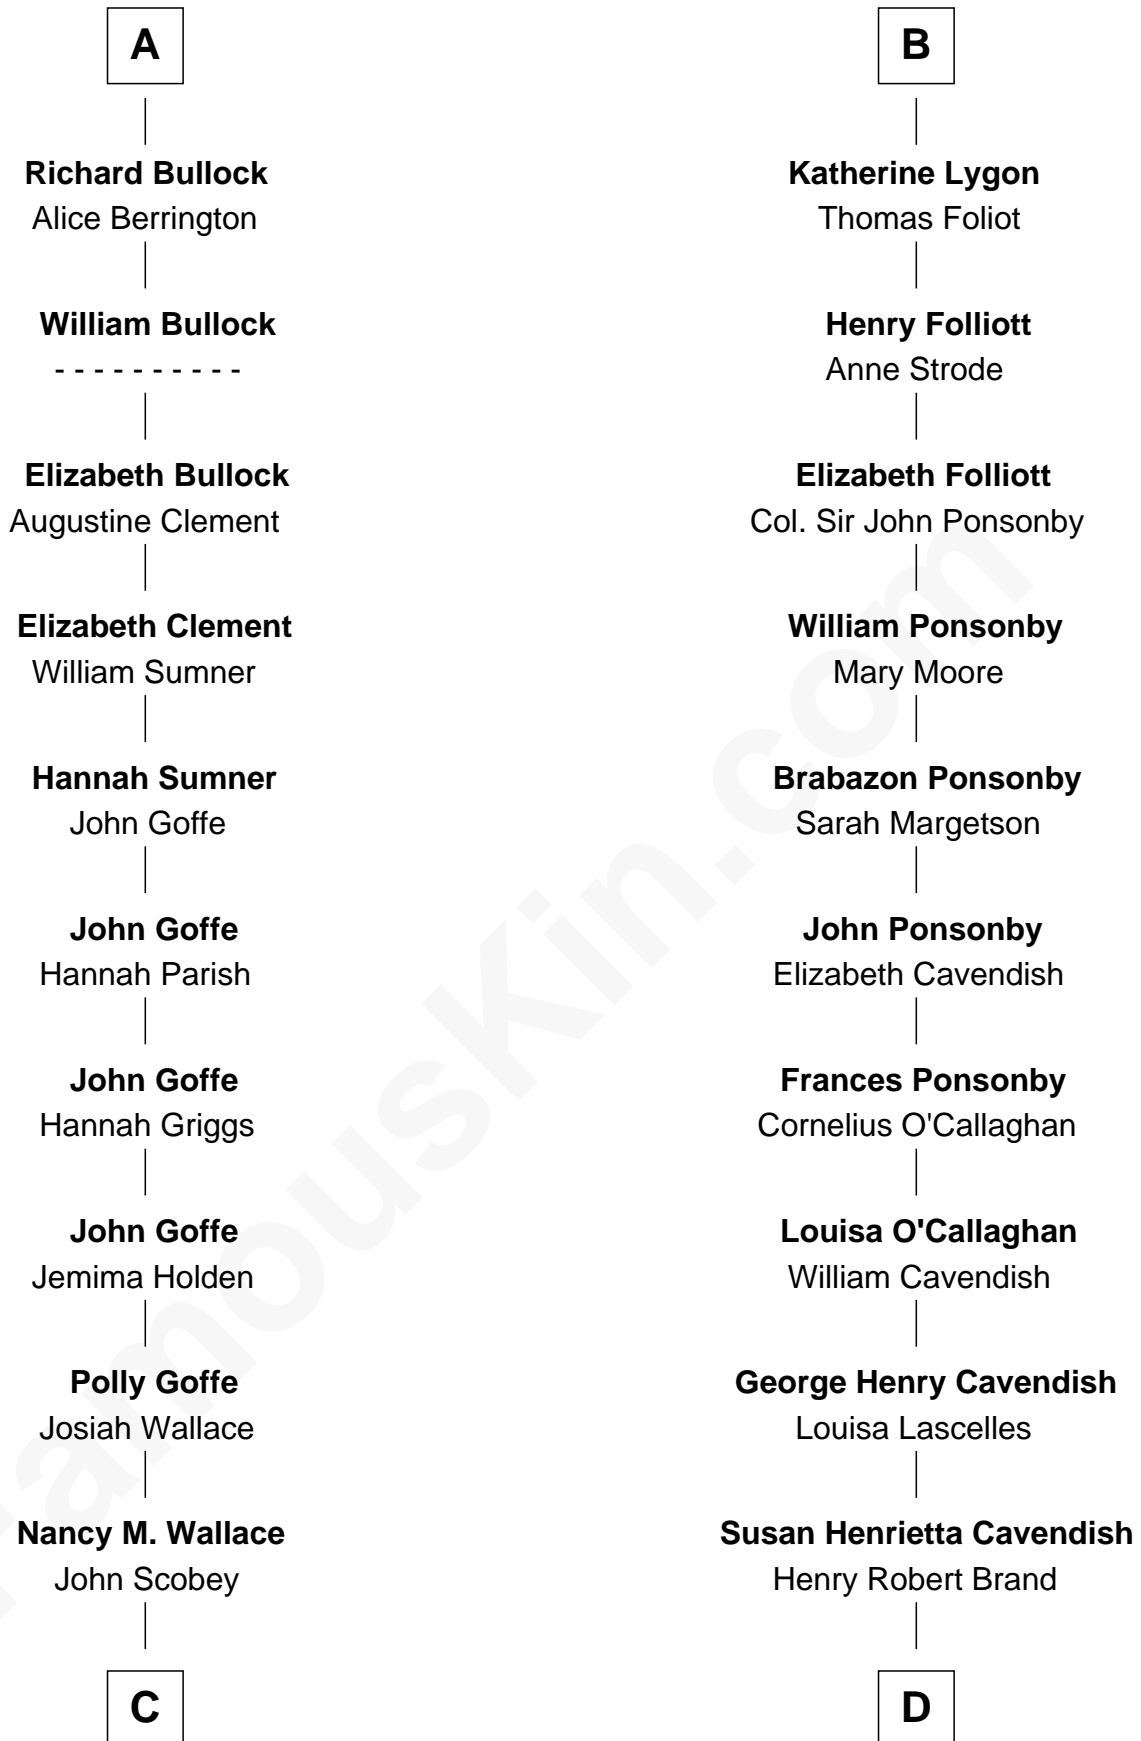 A
Richard Bullock
Alice Berrington
William Bullock
- - - - - - - - - -
Elizabeth Bullock
Augustine Clement
Elizabeth Clement
William Sumner
Hannah Sumner
John Goffe
John Goffe
Hannah Parish
John Goffe
Hannah Griggs
John Goffe
Jemima Holden
Polly Goffe
Josiah Wallace
Nancy M. Wallace
John Scobey
C
B
Katherine Lygon
Thomas Foliot
Henry Folliott
Anne Strode
Elizabeth Folliott
Col. Sir John Ponsonby
William Ponsonby
Mary Moore
Brabazon Ponsonby
Sarah Margetson
John Ponsonby
Elizabeth Cavendish
Frances Ponsonby
Cornelius O'Callaghan
Louisa O'Callaghan
William Cavendish
George Henry Cavendish
Louisa Lascelles
Susan Henrietta Cavendish
Henry Robert Brand
D
FamousKin.com